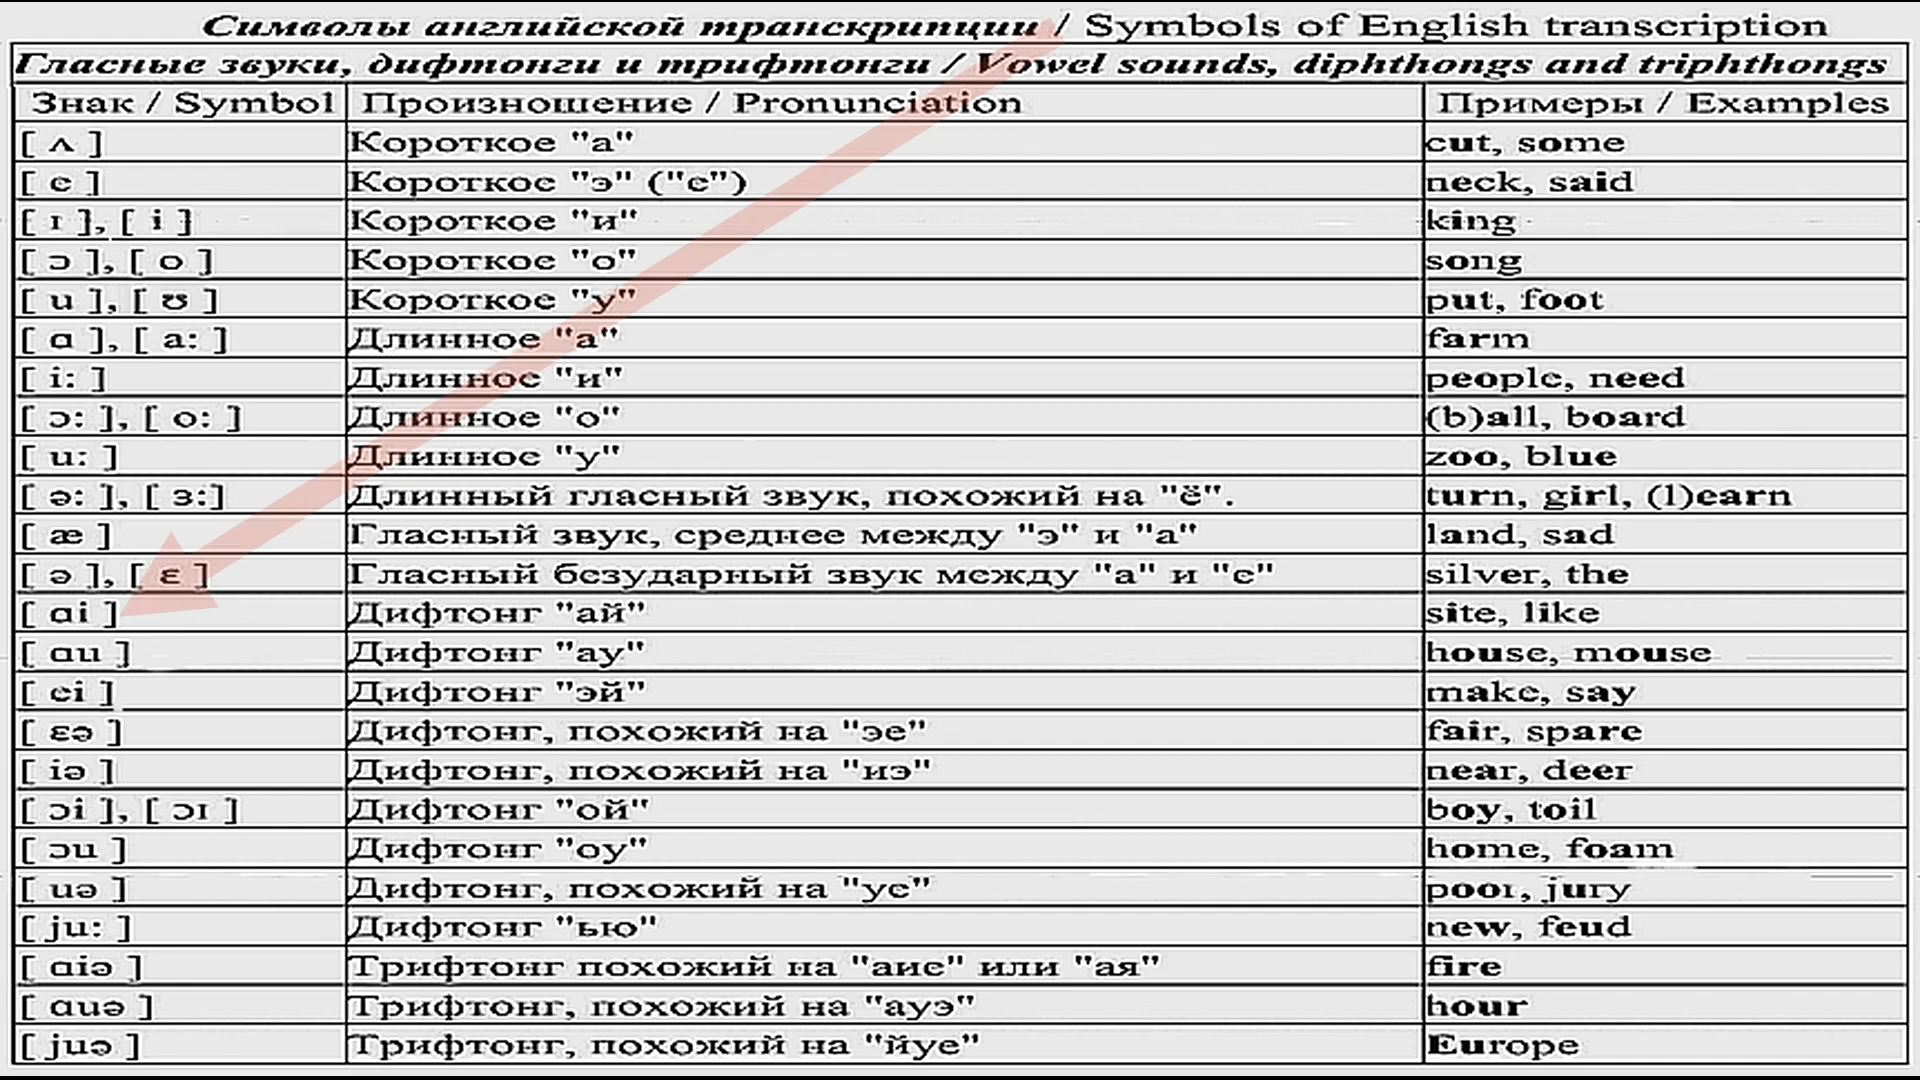 Символы английской транскрипции / Symbols of English transcription
Гласные звуки, дифтонги и трифтонги / Vowel sounds, diphthongs and triphthongs
Знак / Symbol Произношение / Pronunciation Примеры / Examples
[ ʌ ] Короткое "а" cut, some
[ e ] Короткое "э" ("е") neck, said
[ ɪ ], [ i ] Короткое "и" king
[ ɔ ], [ o ] Короткое "о" song
[ u ], [ ʊ ] Короткое "у" put, foot
[ ɑ ], [ a: ] Длинное "а" farm
[ i: ] Длинное "и" people, need
[ ɔ: ], [ o: ] Длинное "о" (b)all, board
[ u: ] Длинное "у" zoo, blue
[ ə: ], [ ɜ:] Длинный гласный звук, похожий на "ё". turn, girl, (l)earn
[ æ ] Гласный звук, среднее между "э" и "а" land, sad
[ ə ], [ ɛ ] Гласный безударный звук между "а" и "е" silver, the
[ ɑi ] Дифтонг "ай" site, like
[ ɑu ] Дифтонг "ау" house, mouse
[ ei ] Дифтонг "эй" make, say
[ ɛə ] Дифтонг, похожий на "эе" fair, spare
[ iə ] Дифтонг, похожий на "иэ" near, deer
[ ɔi ], [ ɔɪ ] Дифтонг "ой" boy, toil
[ ɔu ] Дифтонг "оу" home, foam
[ uə ] Дифтонг, похожий на "уе" poor, jury
[ ju: ] Дифтонг "ью" new, feud
[ ɑiə ] Трифтонг похожий на "аие" или "ая" fire
[ ɑuə ] Трифтонг, похожий на "ауэ" hour
[ juə ] Трифтонг, похожий на "йуе" Europe